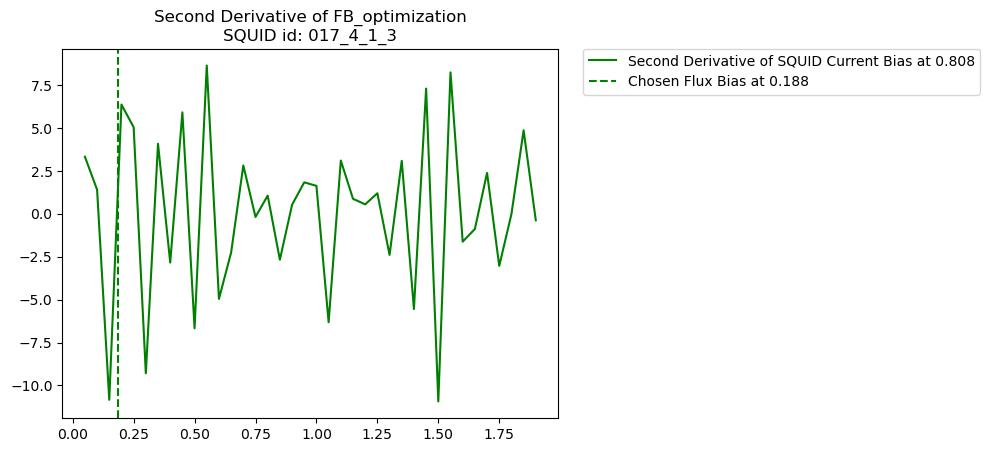 Second Derivative of FB_optimization
SQUID id: 017_4_1_3
Second Derivative of SQUID Current Bias at 0.808
Chosen Flux Bias at 0.188
7.5
5.0
2.5
0.0
−2.5
−5.0
−7.5
−10.0
0.00 0.25 0.50 0.75 1.00 1.25 1.50 1.75